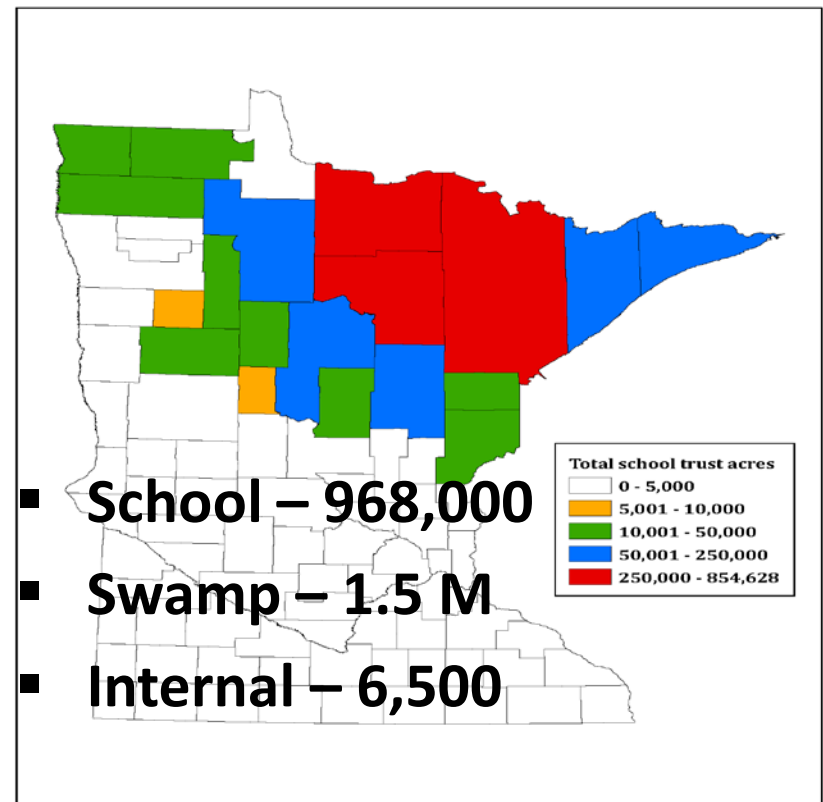 Total school trust acres
0 - 5,000
5,001 - 10,000
10,001 - 50,000
50,001 - 250,000
250,000 - 854,628
▪ School – 968,000
▪ Swamp – 1.5 M
▪ Internal – 6,500